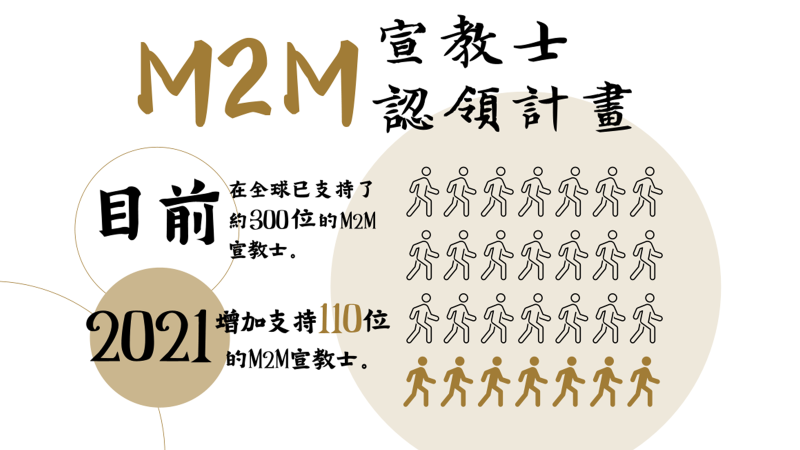 M2M 宣教士
認領計畫
目前
在全球已支持了
約300位的M2M
宣教士。
2021
增加支持110位
的M2M宣教士。